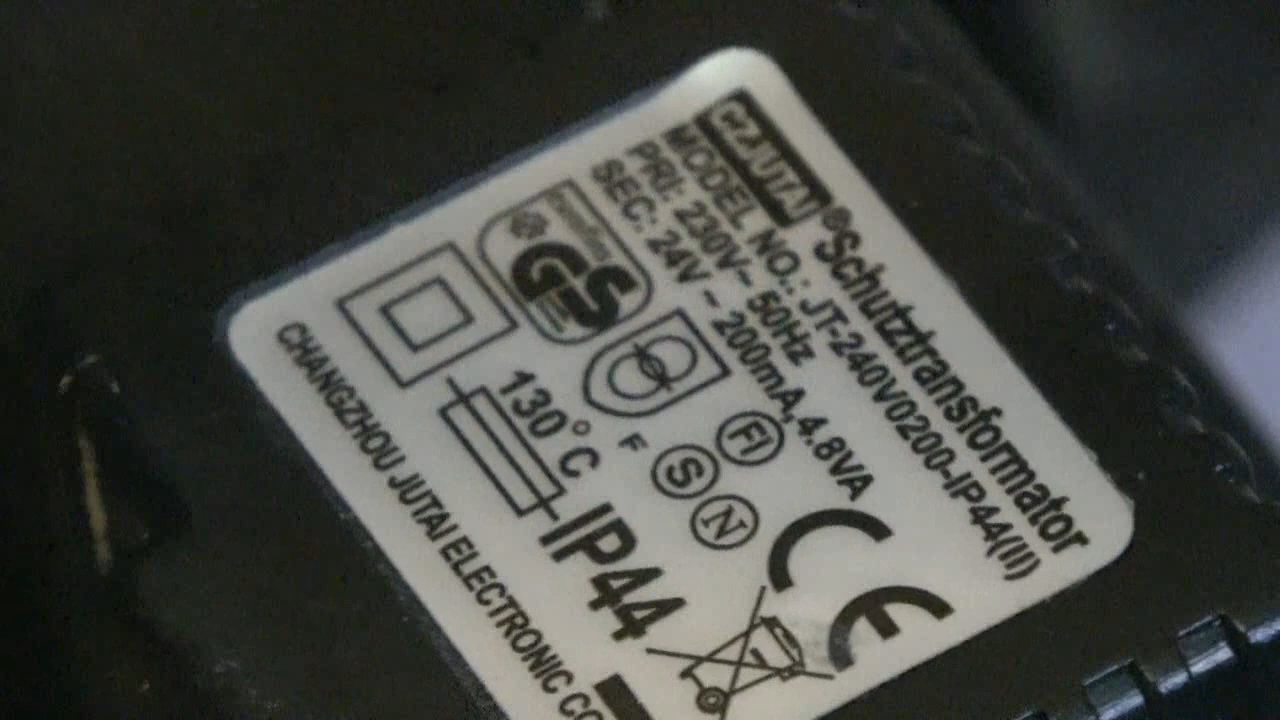 CZJUTAI ® Schutztransformator
MODEL NO.: JT-240V0200-IP44(II)
PRI: 230V~ 50Hz
SEC: 24V ~ 200mA,4.8VA
GS
FI
S
N
F
130°C
IP44
CE
CHANGZHOU JUTAI ELECTRONIC CO